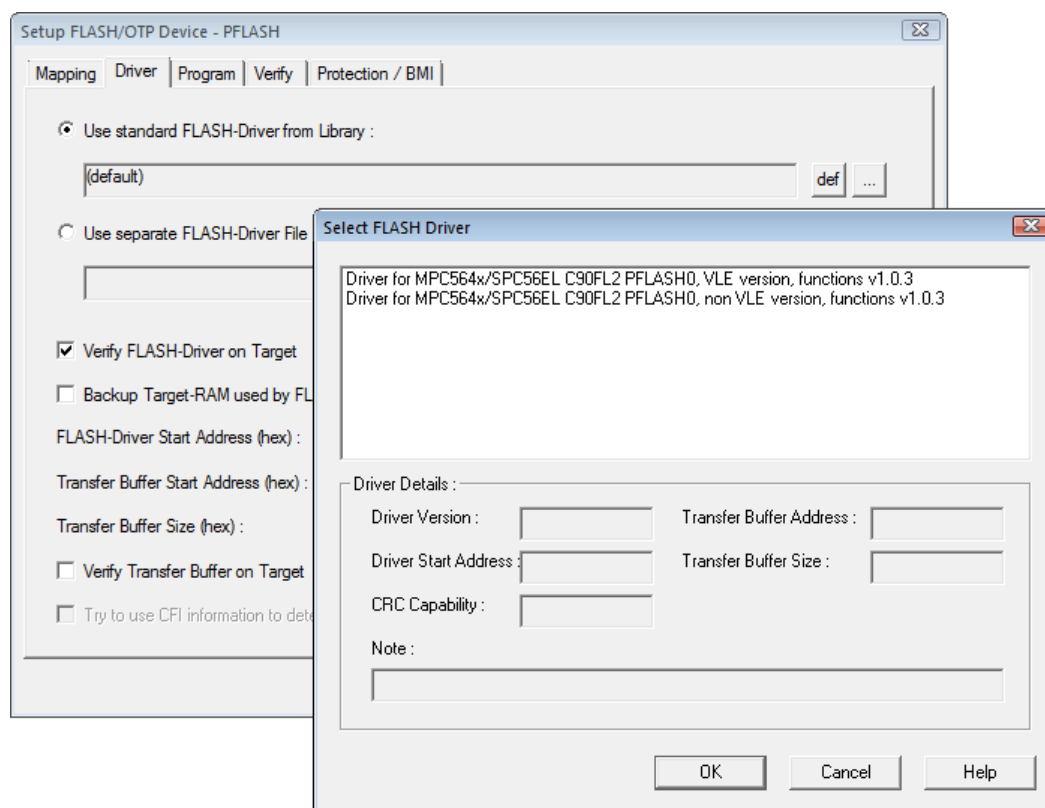 Setup FLASH/OTP Device - PFLASH
Mapping Driver Program Verify Protection / BMI
Use standard FLASH-Driver from Library :
(default)
def ...
Use separate FLASH-Driver File
Verify FLASH-Driver on Target
Backup Target-RAM used by FL
FLASH-Driver Start Address (hex) :
Transfer Buffer Start Address (hex) :
Transfer Buffer Size (hex) :
Verify Transfer Buffer on Target
Try to use CFI information to dete
Select FLASH Driver
Driver for MPC564x/SPC56EL C90FL2 PFLASH0, VLE version, functions v1.0.3
Driver for MPC564x/SPC56EL C90FL2 PFLASH0, non VLE version, functions v1.0.3
Driver Details :
Driver Version :
Transfer Buffer Address :
Driver Start Address :
Transfer Buffer Size :
CRC Capability :
Note :
OK Cancel Help